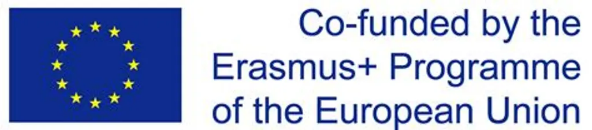 Co-funded by the
Erasmus+ Programme
of the European Union